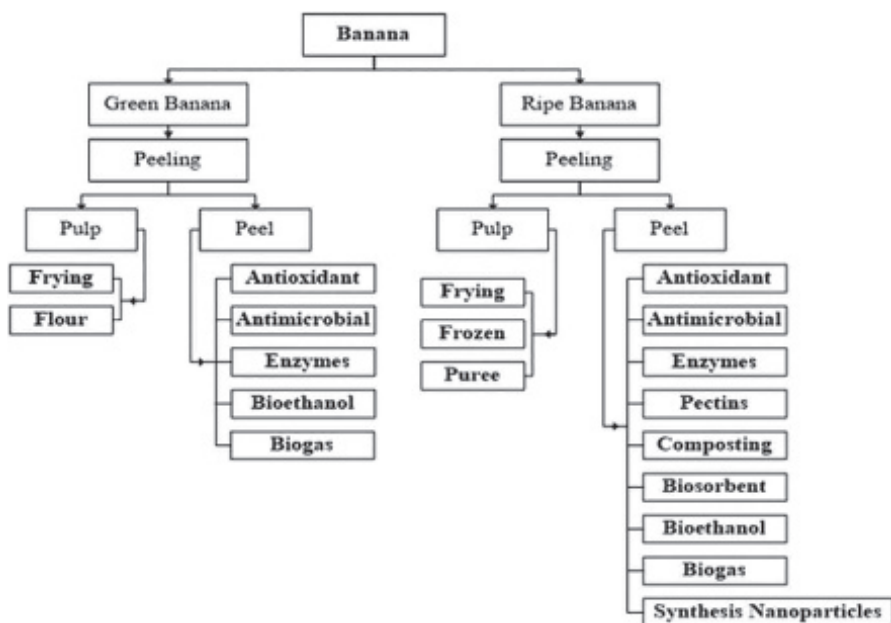 Banana
Green Banana
Ripe Banana
Peeling
Peeling
Pulp
Peel
Pulp
Peel
Frying
Flour
Antioxidant
Antimicrobial
Enzymes
Bioethanol
Biogas
Frying
Frozen
Puree
Antioxidant
Antimicrobial
Enzymes
Pectins
Composting
Biosorbent
Bioethanol
Biogas
Synthesis Nanoparticles